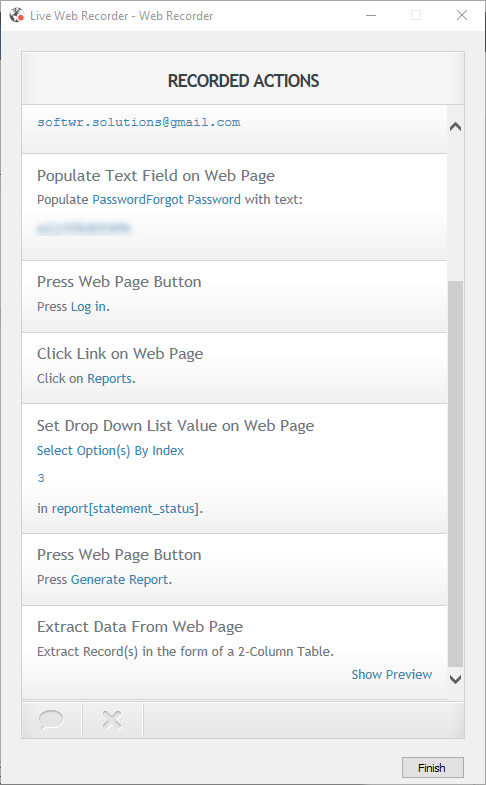 Live Web Recorder - Web Recorder
RECORDED ACTIONS
softwr.solutions@gmail.com
Populate Text Field on Web Page
Populate PasswordForgot Password with text:
Press Web Page Button
Press Log in.
Click Link on Web Page
Click on Reports.
Set Drop Down List Value on Web Page
Select Option(s) By Index
3
in report[statement_status].
Press Web Page Button
Press Generate Report.
Extract Data From Web Page
Extract Record(s) in the form of a 2-Column Table.
Show Preview
Finish